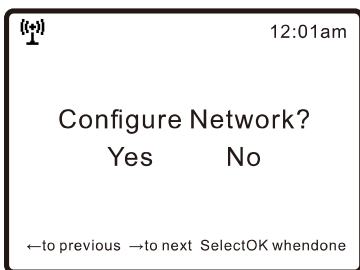 12:01am
Configure Network?
Yes No
←to previous →to next SelectOK whendone